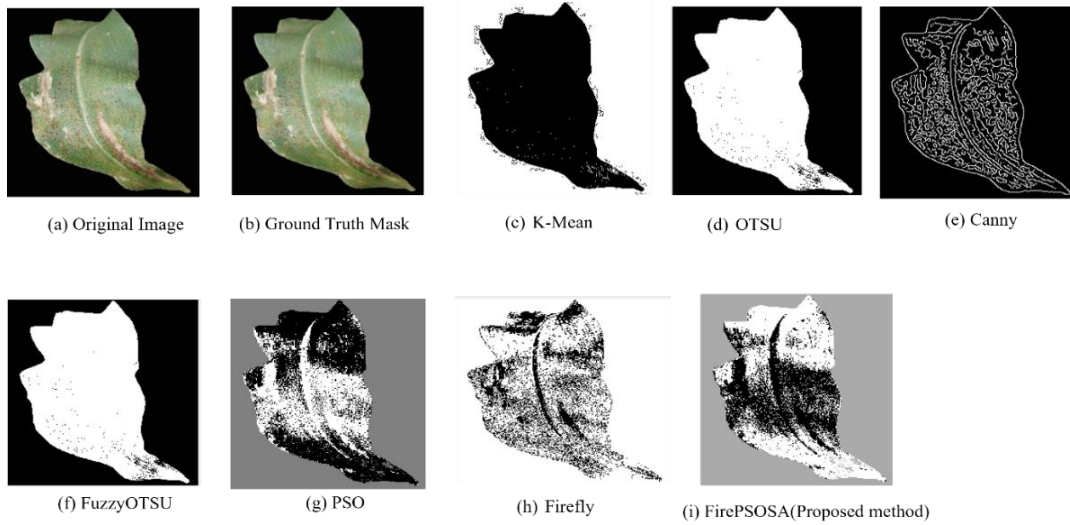 (a) Original Image
(b) Ground Truth Mask
(c) K-Mean
(d) OTSU
(e) Canny
(f) FuzzyOTSU
(g) PSO
(h) Firefly
(i) FirePSOSA(Proposed method)